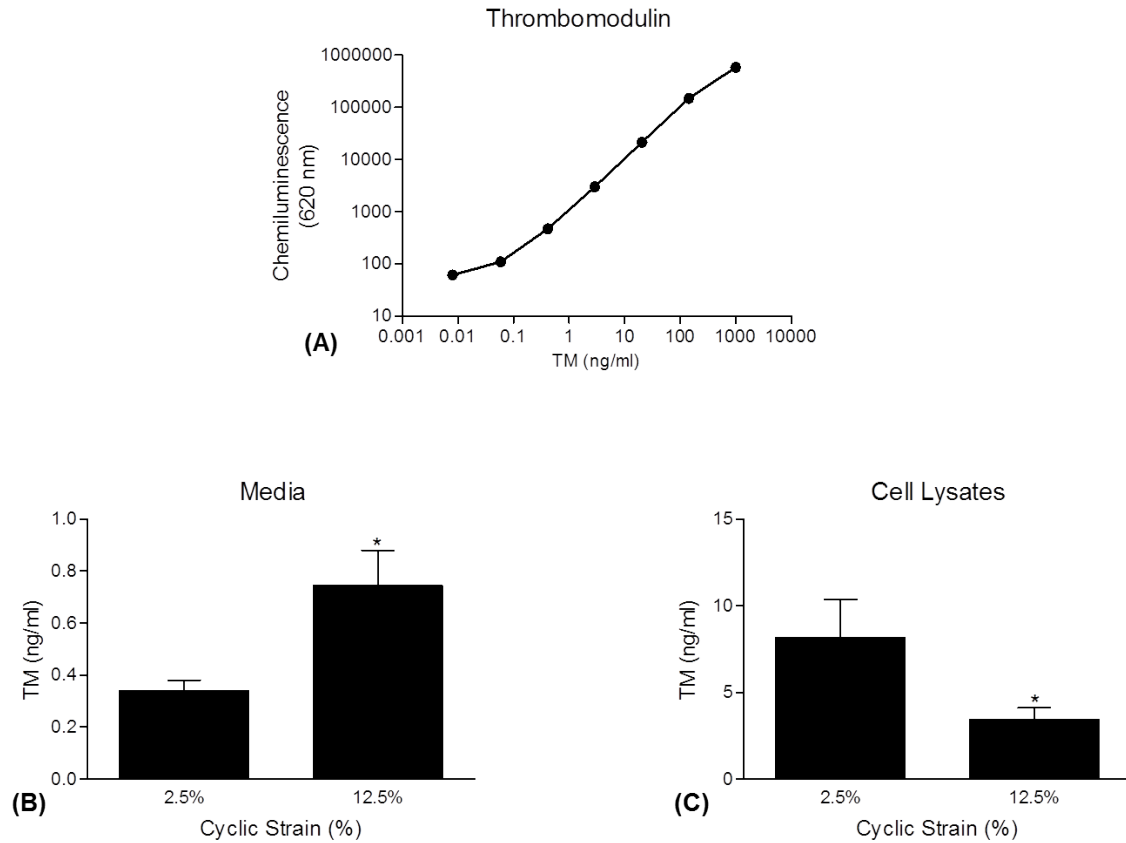 Thrombomodulin
Chemiluminescence
(620 nm)
1000000
100000
10000
1000
100
10
0.001 0.01 0.1 1 10 100 1000 10000
TM (ng/ml)
(A)
Media
TM (ng/ml)
1.0
0.8
0.6
0.4
0.2
0.0
*
2.5% 12.5%
Cyclic Strain (%)
(B)
Cell Lysates
TM (ng/ml)
15
10
5
0
*
2.5% 12.5%
Cyclic Strain (%)
(C)